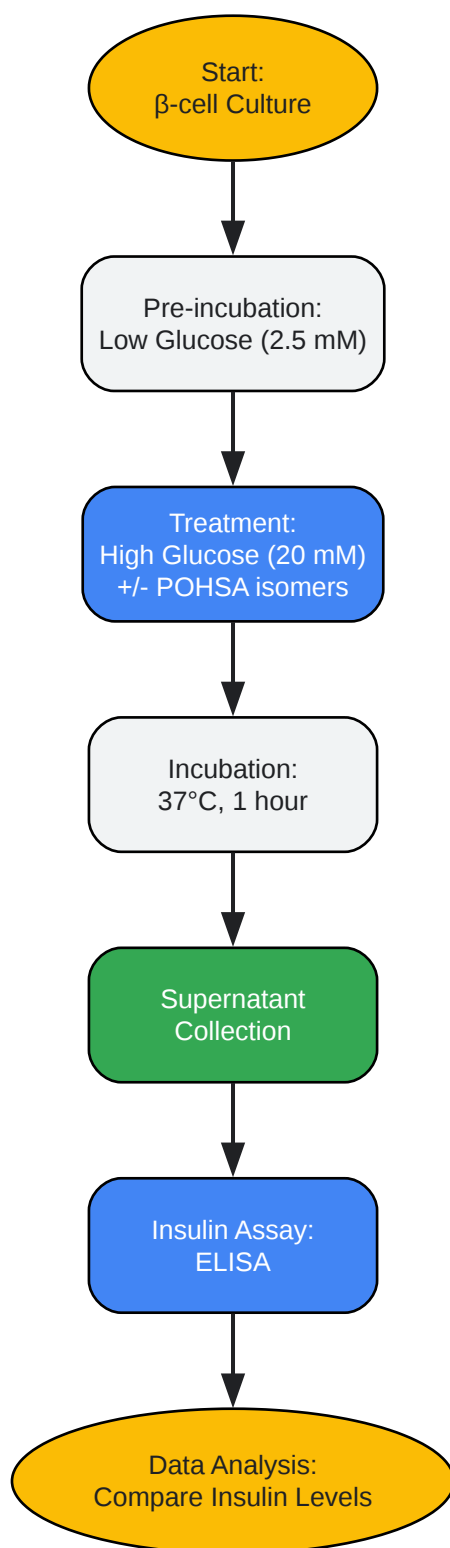 Start:
β-cell Culture
Pre-incubation:
Low Glucose (2.5 mM)
Treatment:
High Glucose (20 mM)
+/- POHSA isomers
Incubation:
37°C, 1 hour
Supernatant
Collection
Insulin Assay:
ELISA
Data Analysis:
Compare Insulin Levels